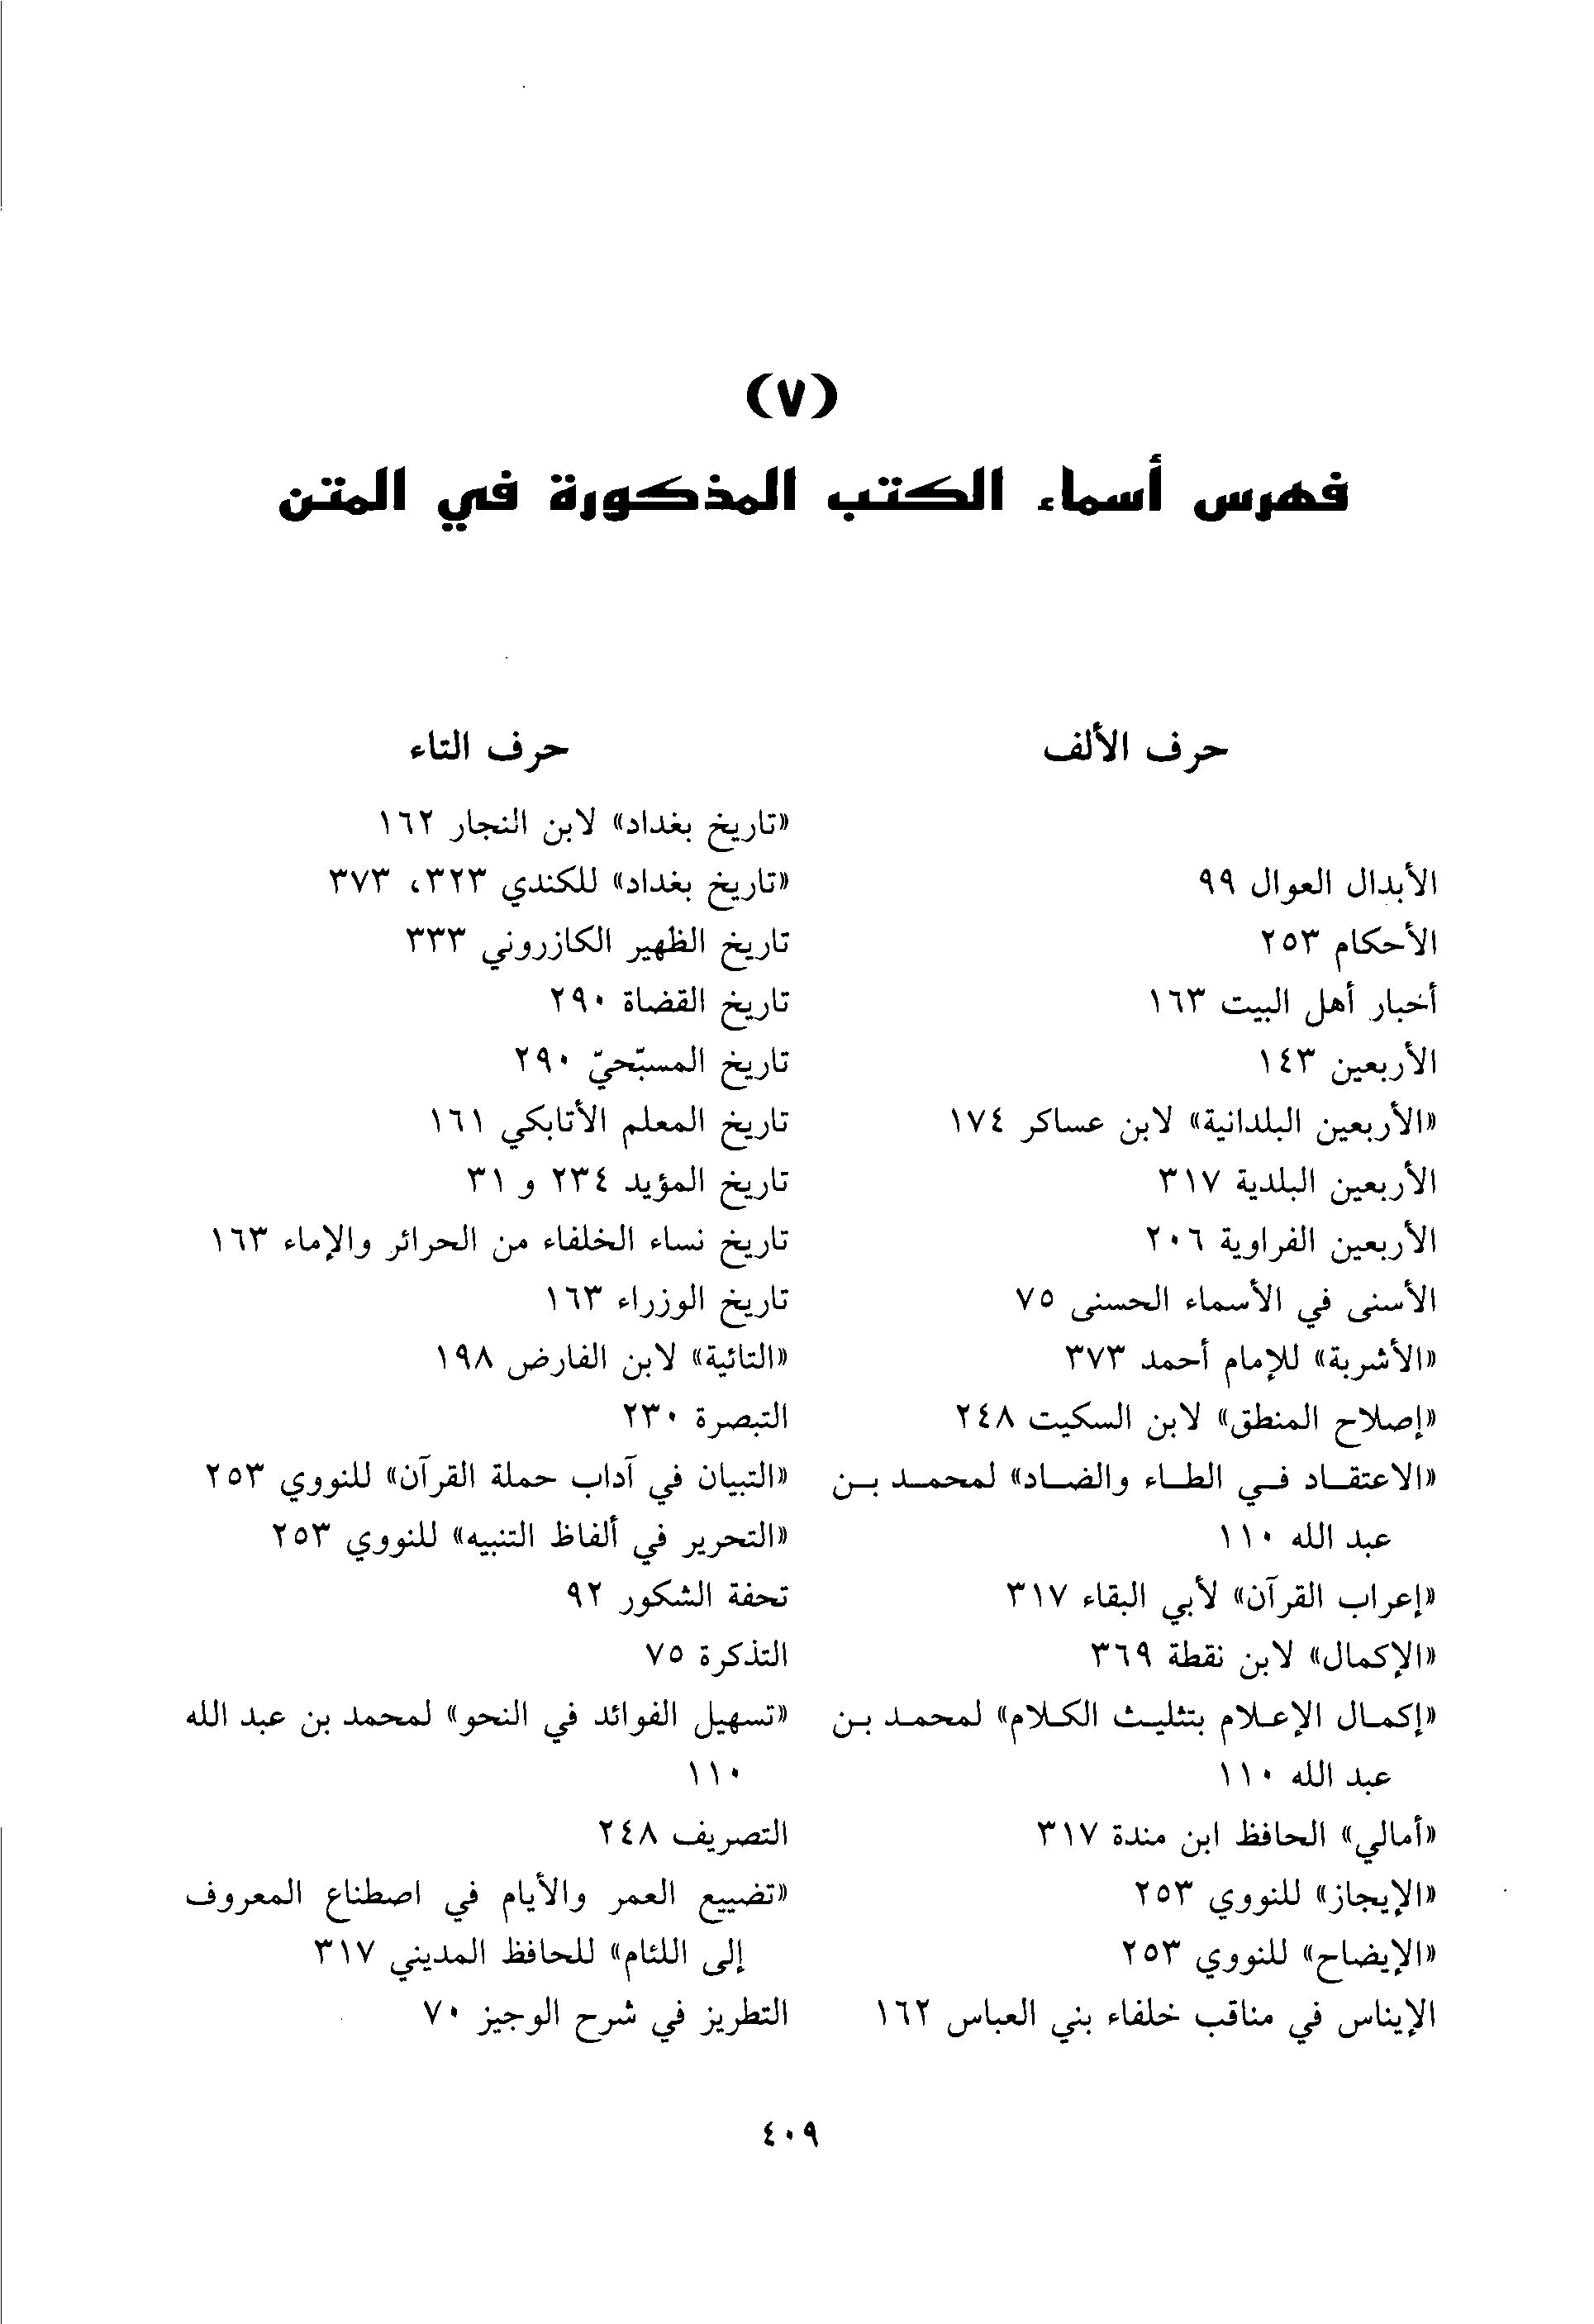 (٧)
فهرس أسماء الكتب المذكورة في المتن
حرف الألف
الأبدال العوال ٩٩
الأحكام ٢٥٣
أخبار أهل البيت ١٦٣
الأربعين ١٤٣
«الأربعين البلدانية» لابن عساكر ١٧٤
الأربعين البلدية ٣١٧
الأربعين الفراوية ٢٠٦
الأسنى في الأسماء الحسنى ٧٥
«الأشربة» للإمام أحمد ٣٧٣
«إصلاح المنطق» لابن السكيت ٢٤٨
«الاعتقاد في الطاء والضاد» لمحمد بن
عبد الله ١١٠
«إعراب القرآن» لأبي البقاء ٣١٧
«الإكمال» لابن نقطة ٣٦٩
«إكمال الإعلام بتثليث الكلام» لمحمد بن
عبد الله ١١٠
«أمالي» الحافظ ابن مندة ٣١٧
«الإيجاز» للنووي ٢٥٣
«الإيضاح» للنووي ٢٥٣
الإيناس في مناقب خلفاء بني العباس ١٦٢
حرف التاء
«تاريخ بغداد» لابن النجار ١٦٢
«تاريخ بغداد» للكندي ٣٢٣، ٣٧٣
تاريخ الظهير الكازروني ٣٣٣
تاريخ القضاة ٢٩٠
تاريخ المسبّحيّ ٢٩٠
تاريخ المعلم الأتابكي ١٦١
تاريخ المؤيد ٢٣٤ و ٣١
تاريخ نساء الخلفاء من الحرائر والإماء ١٦٣
تاريخ الوزراء ١٦٣
«التائية» لابن الفارض ١٩٨
التبصرة ٢٣٠
«التبيان في آداب حملة القرآن» للنووي ٢٥٣
«التحرير في ألفاظ التنبيه» للنووي ٢٥٣
تحفة الشكور ٩٢
التذكرة ٧٥
«تسهيل الفوائد في النحو» لمحمد بن عبد الله
١١٠
التصريف ٢٤٨
«تضييع العمر والأيام في اصطناع المعروف
إلى اللئام» للحافظ المديني ٣١٧
التطريز في شرح الوجيز ٧٠
٤٠٩